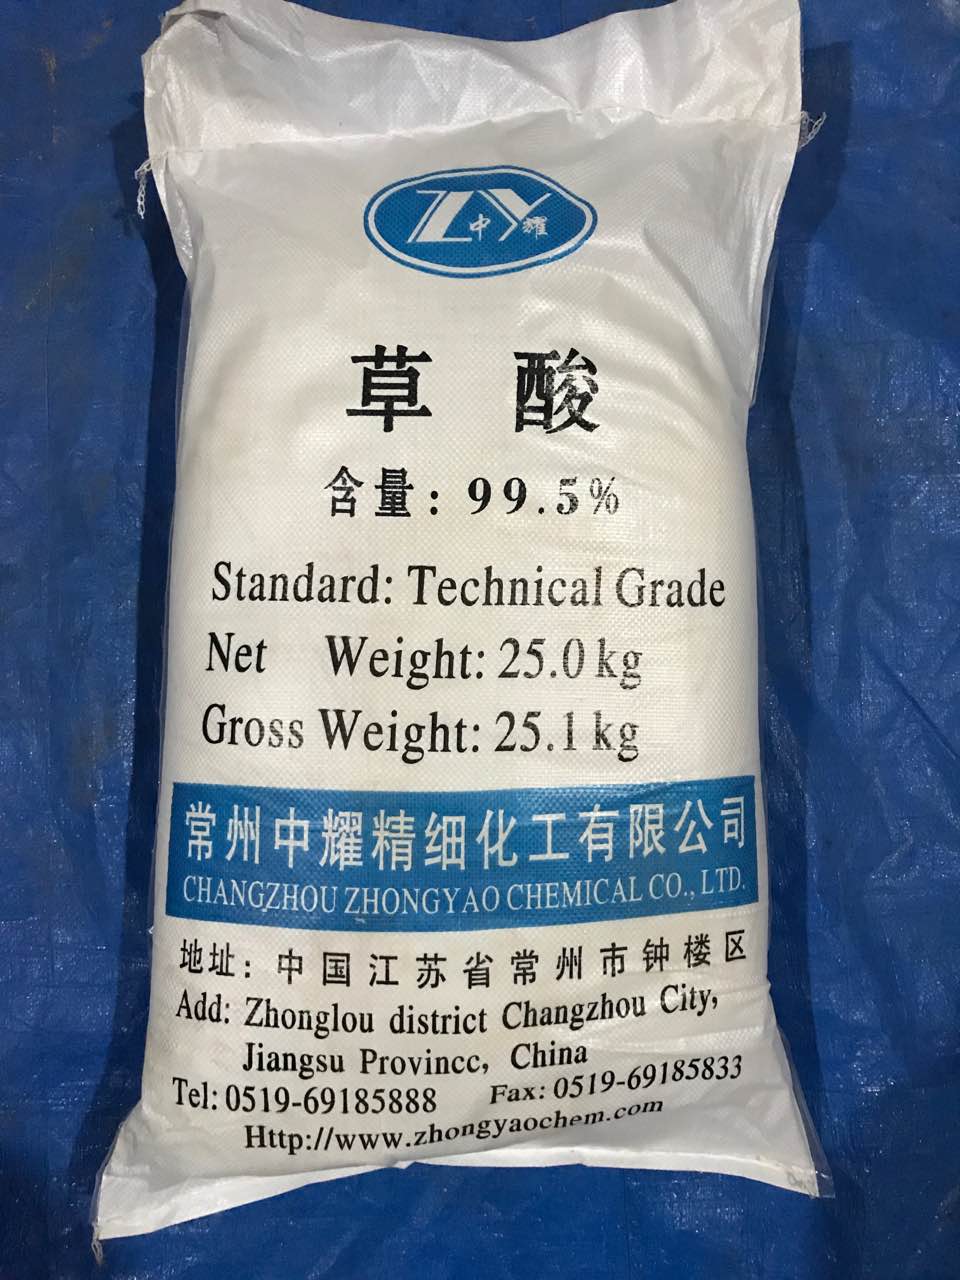 ZY中耀
草酸
含量: 99.5%
Standard: Technical Grade
Net Weight: 25.0 kg
Gross Weight: 25.1 kg
常州中耀精细化工有限公司
CHANGZHOU ZHONGYAO CHEMICAL CO., LTD.
地址: 中国江苏省常州市钟楼区
Add: Zhonglou district Changzhou City,
Jiangsu Provincc, China
Tel: 0519-69185888 Fax: 0519-69185833
Http://www.zhongyaochem.com